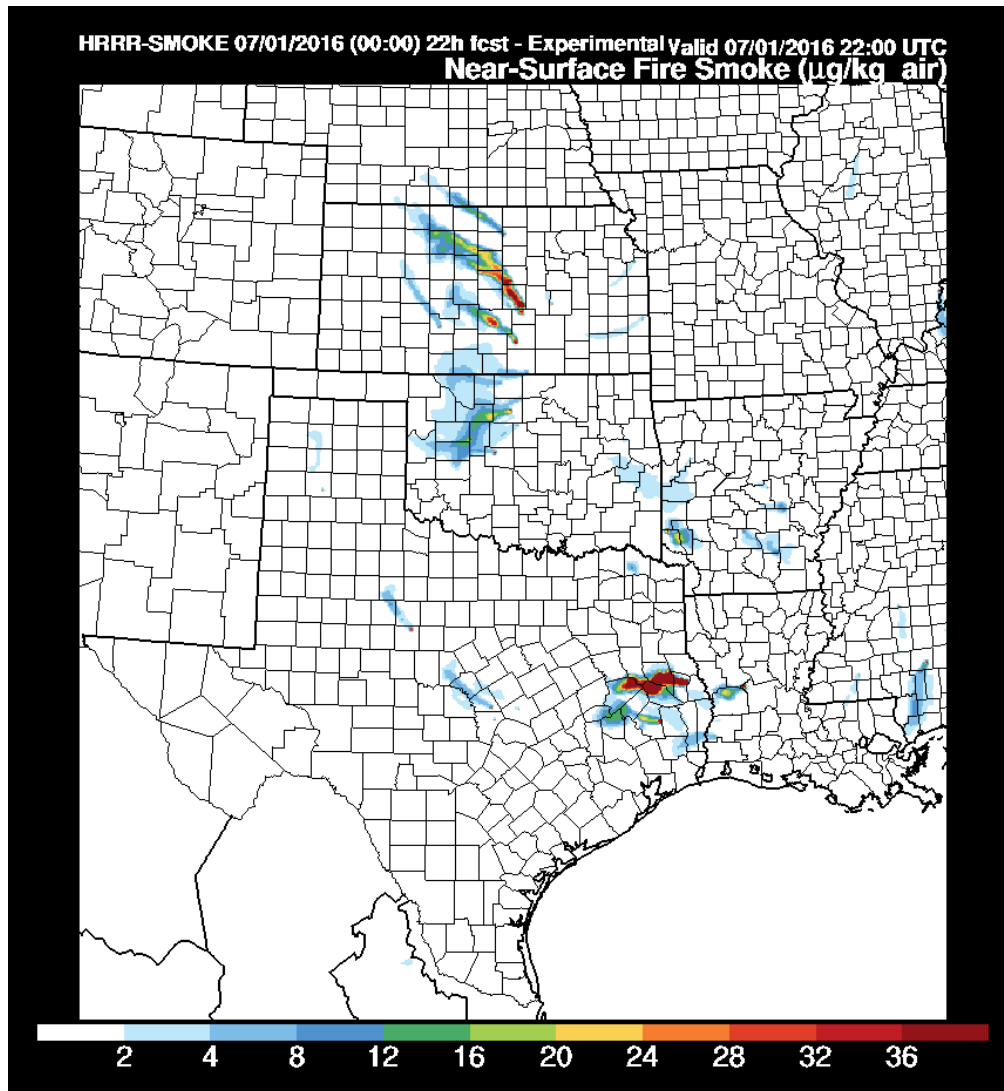 HRRR-SMOKE 07/01/2016 (00:00) 22h fcst - Experimental Valid 07/01/2016 22:00 UTC
Near-Surface Fire Smoke (μg/kg air)
2 4 8 12 16 20 24 28 32 36